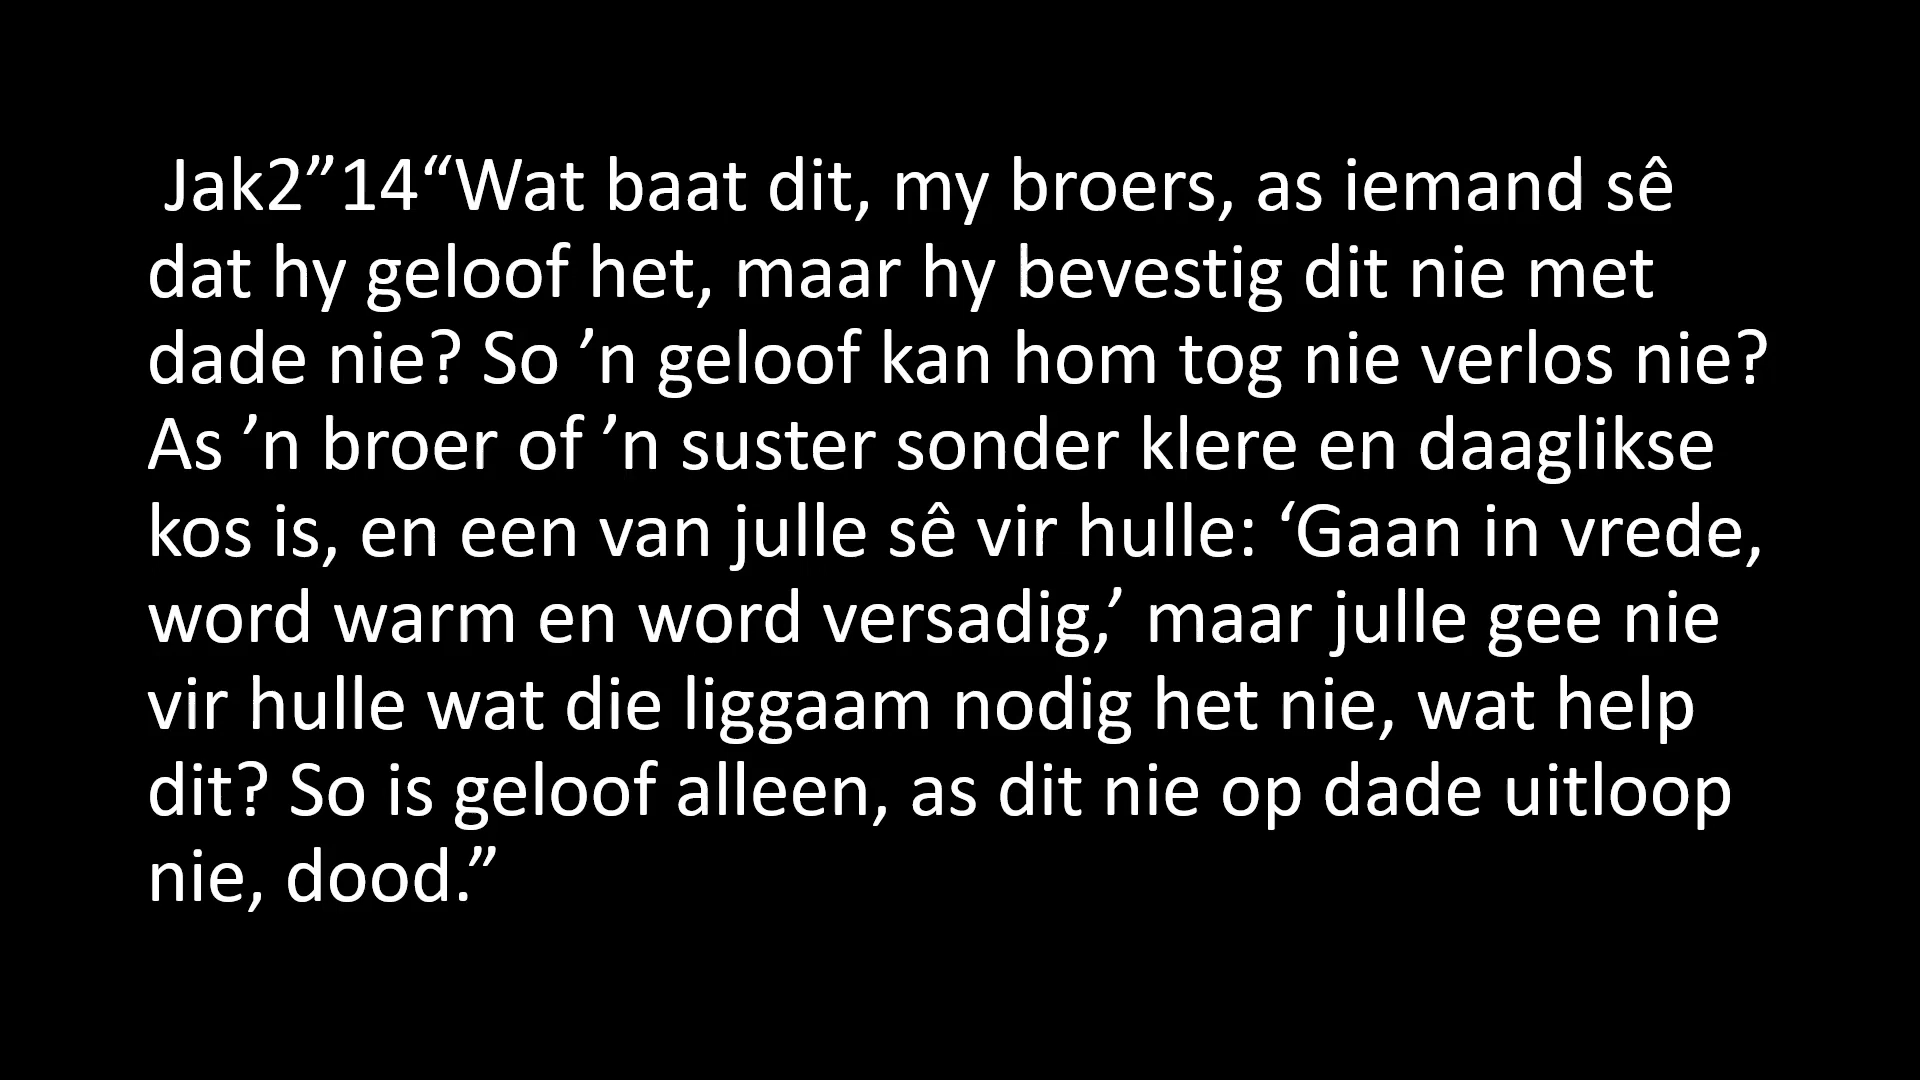 Jak2”14“Wat baat dit, my broers, as iemand sê
dat hy geloof het, maar hy bevestig dit nie met
dade nie? So ’n geloof kan hom tog nie verlos nie?
As ’n broer of ’n suster sonder klere en daaglikse
kos is, en een van julle sê vir hulle: ‘Gaan in vrede,
word warm en word versadig,’ maar julle gee nie
vir hulle wat die liggaam nodig het nie, wat help
dit? So is geloof alleen, as dit nie op dade uitloop
nie, dood.”